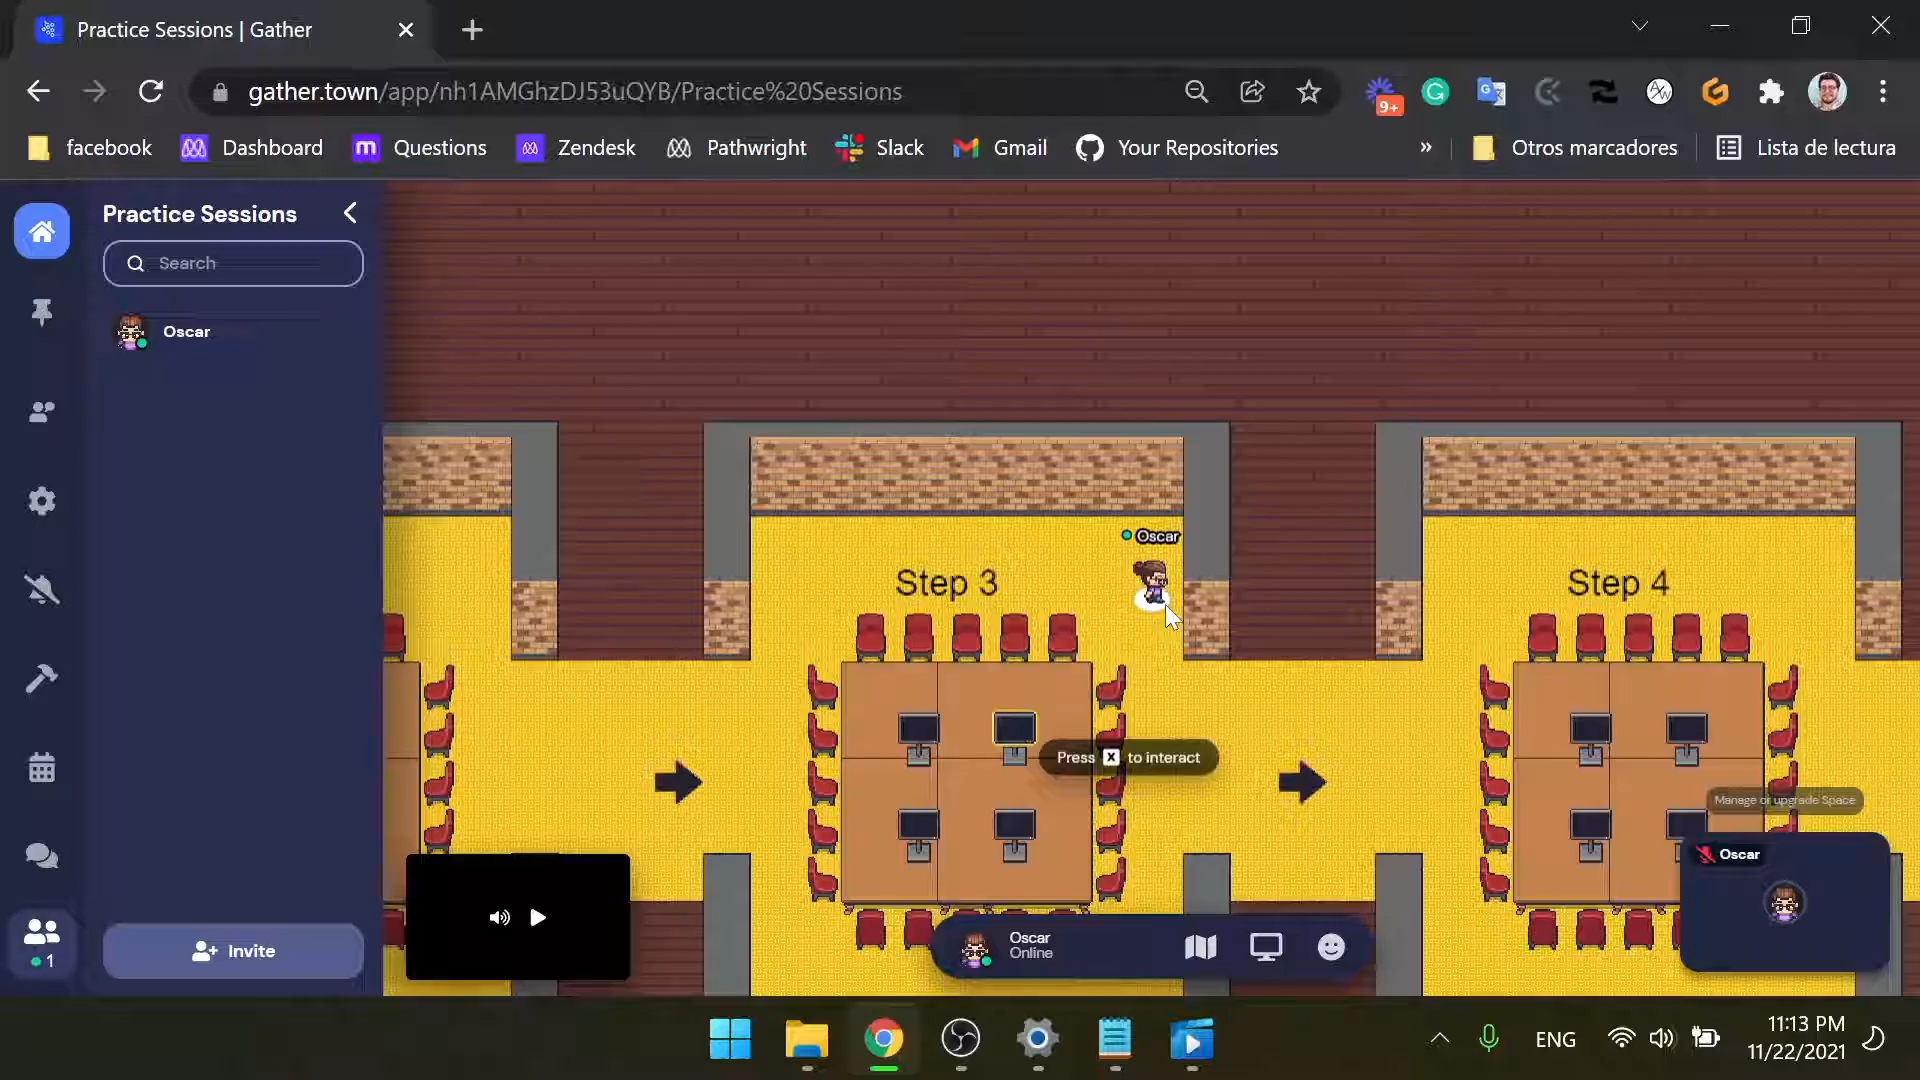 Practice Sessions | Gather
gather.town/app/nh1AMGhzDJ53uQYB/Practice%20Sessions
9+
facebook
Dashboard
Questions
Zendesk
Pathwright
Slack
Gmail
Your Repositories
»
Otros marcadores
Lista de lectura
Practice Sessions
Search
Oscar
Oscar
Step 3
Step 4
Press X to interact
Manage or upgrade Space
Oscar
Oscar
Online
1
Invite
ENG
11:13 PM
11/22/2021